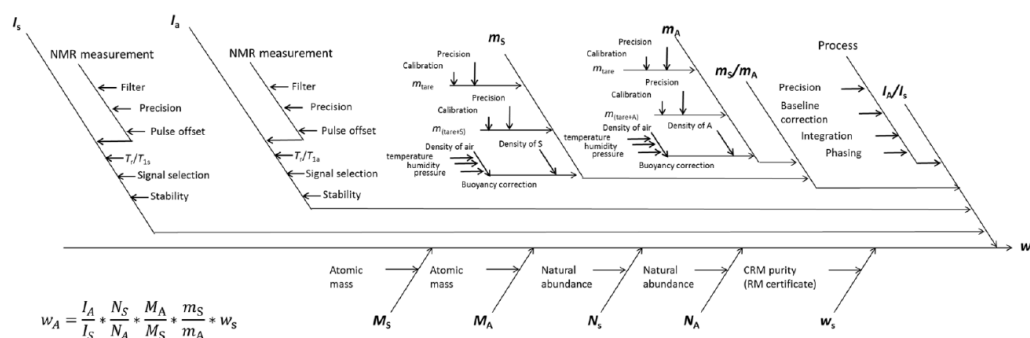 I_s
NMR measurement
Filter
Precision
Pulse offset
T_r/T_1s
Signal selection
Stability
I_a
NMR measurement
Filter
Precision
Pulse offset
T_r/T_1a
Signal selection
Stability
m_S
Precision
Calibration
m_tare
Precision
Calibration
m_(tare+S)
Density of air
temperature
humidity
pressure
Density of S
Buoyancy correction
m_A
Precision
Calibration
m_tare
Precision
Calibration
m_(tare+A)
Density of air
temperature
humidity
pressure
Density of A
Buoyancy correction
m_S/m_A
Process
Precision
Baseline
correction
Integration
Phasing
I_A/I_s
w
Atomic
mass
M_S
Atomic
mass
M_A
Natural
abundance
N_s
Natural
abundance
N_A
CRM purity
(RM certificate)
w_s
w_A = I_A/I_S * N_S/N_A * M_A/M_S * m_S/m_A * w_s